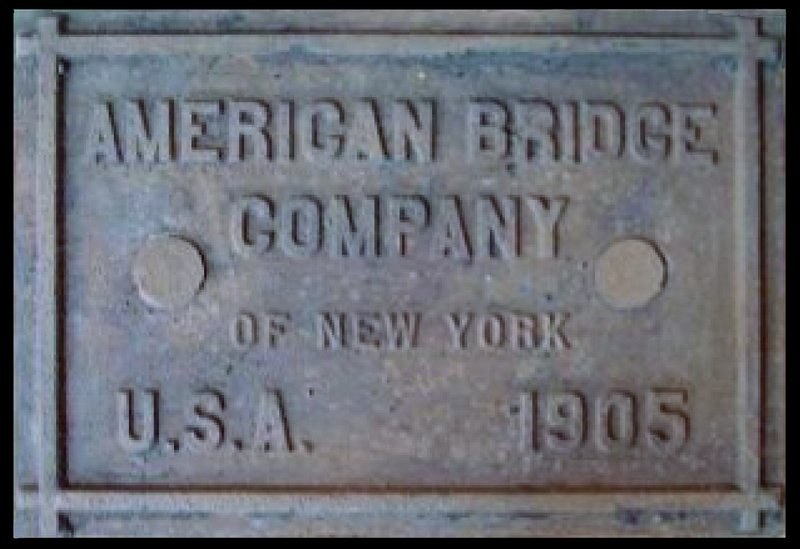 AMERICAN BRIDGE
COMPANY
OF NEW YORK
U.S.A. 1905